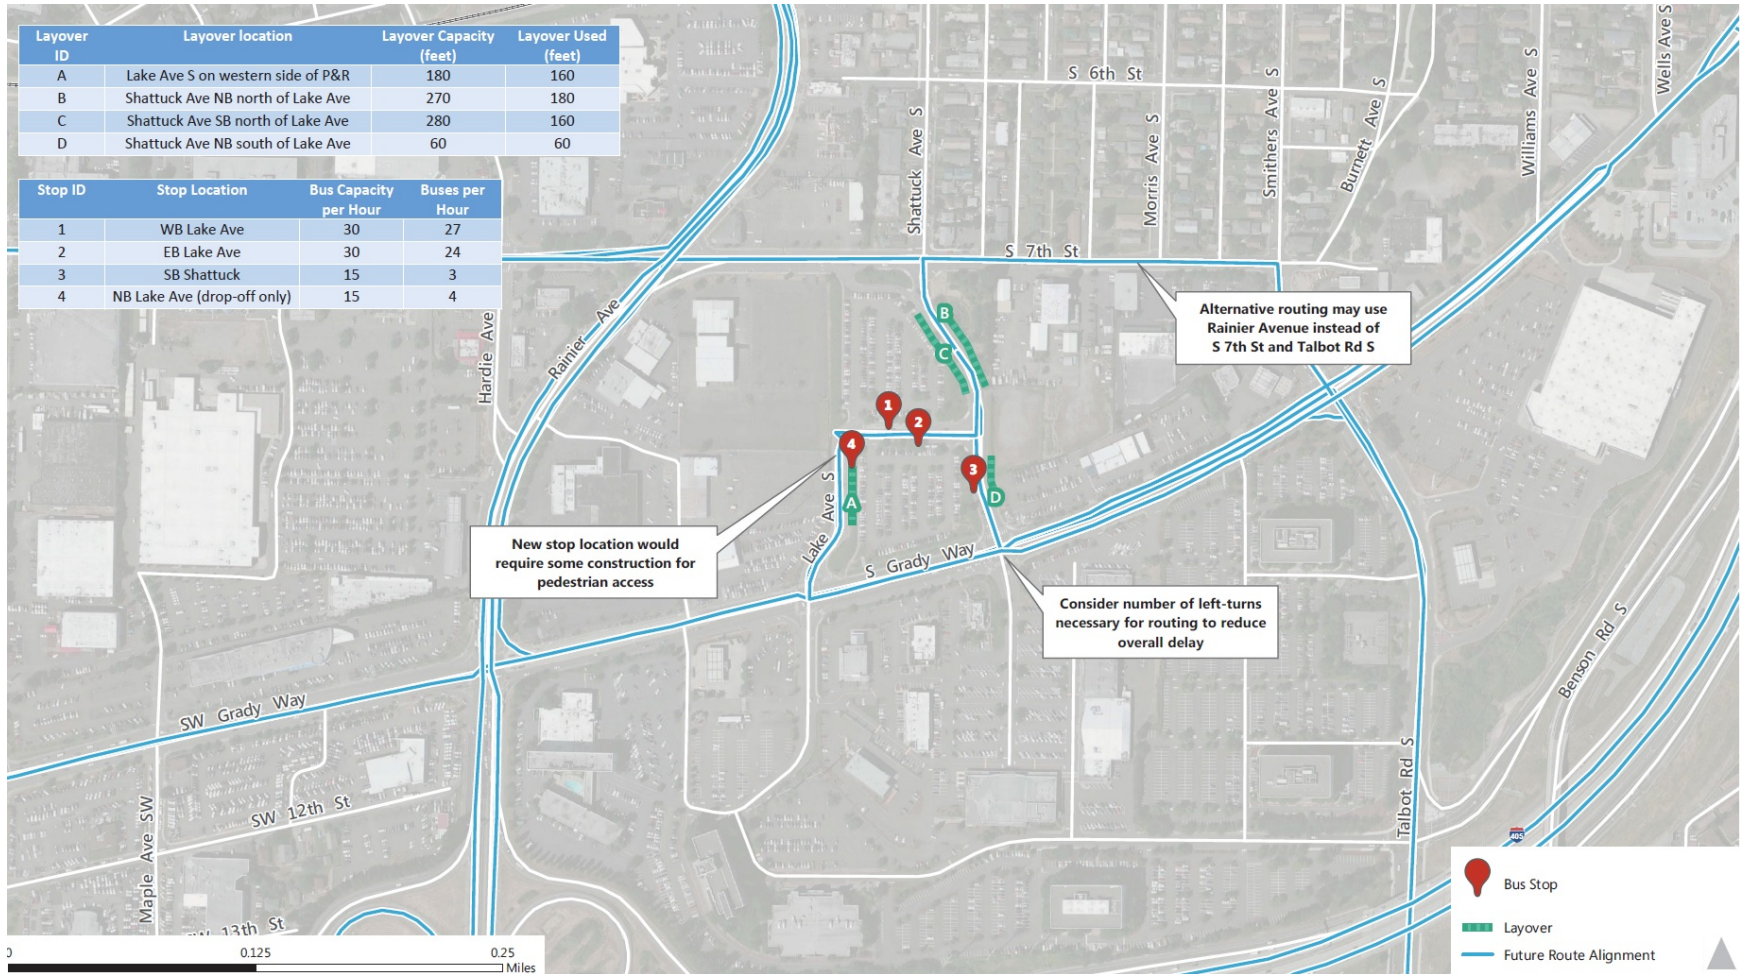 Layover ID Layover location Layover Capacity (feet) Layover Used (feet)
A Lake Ave S on western side of P&R 180 160
B Shattuck Ave NB north of Lake Ave 270 180
C Shattuck Ave SB north of Lake Ave 280 160
D Shattuck Ave NB south of Lake Ave 60 60
Stop ID Stop Location Bus Capacity per Hour Buses per Hour
1 WB Lake Ave 30 27
2 EB Lake Ave 30 24
3 SB Shattuck 15 3
4 NB Lake Ave (drop-off only) 15 4
S 6th St
Shattuck Ave S
Morris Ave S
Smithers Ave S
Burnett Ave S
Williams Ave S
Wells Ave S
S 7th St
Hardie Ave
Rainier Ave
Alternative routing may use
Rainier Avenue instead of
S 7th St and Talbot Rd S
B
C
1
2
4
3
A
D
Lake Ave S
New stop location would
require some construction for
pedestrian access
S Grady Way
Consider number of left-turns
necessary for routing to reduce
overall delay
SW Grady Way
Benson Rd S
Talbot Rd S
SW 12th St
Maple Ave SW
SW 13th St
405
0 0.125 0.25
Miles
Bus Stop
Layover
Future Route Alignment